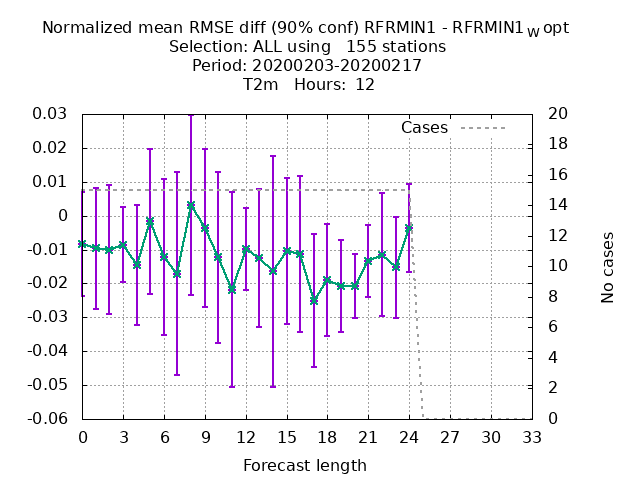 Normalized mean RMSE diff (90% conf) RFRMIN1 - RFRMIN1Wopt
Selection: ALL using   155 stations
Period: 20200203-20200217
T2m   Hours:  12
Cases
0.03
0.02
0.01
0
-0.01
-0.02
-0.03
-0.04
-0.05
-0.06
20
18
16
14
12
10
8
6
4
2
0
No cases
0 3 6 9 12 15 18 21 24 27 30 33
Forecast length